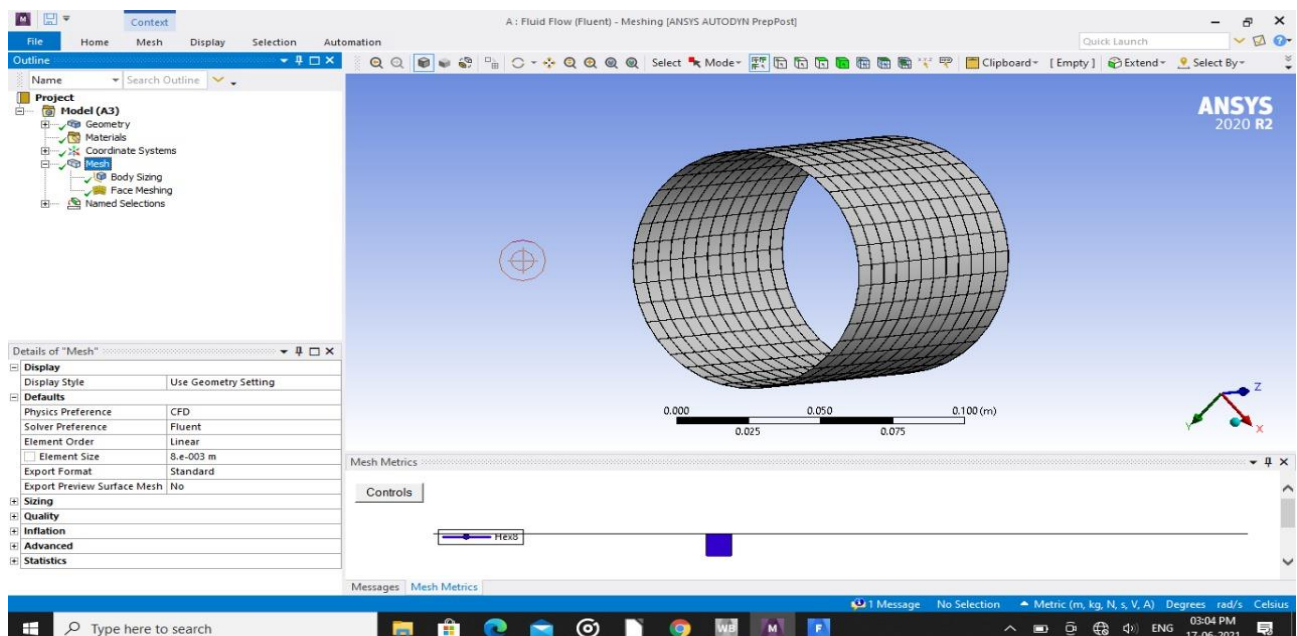 Context
A : Fluid Flow (Fluent) - Meshing [ANSYS AUTODYN PrepPost]
File Home Mesh Display Selection Automation
Quick Launch
Outline
Select Mode Clipboard [ Empty ] Extend Select By
Name Search Outline
Project
Model (A3)
Geometry
Materials
Coordinate Systems
Mesh
Body Sizing
Face Meshing
Named Selections
ANSYS
2020 R2
0.000 0.050 0.100 (m)
0.025 0.075
Z
Y
X
Details of "Mesh"
Display
Display Style Use Geometry Setting
Defaults
Physics Preference CFD
Solver Preference Fluent
Element Order Linear
Element Size 8.e-003 m
Export Format Standard
Export Preview Surface Mesh No
Sizing
Quality
Inflation
Advanced
Statistics
Mesh Metrics
Controls
Hex8
Messages Mesh Metrics
1 Message No Selection Metric (m, kg, N, s, V, A) Degrees rad/s Celsius
Type here to search
WB M F
ENG
03:04 PM
17-06-2021